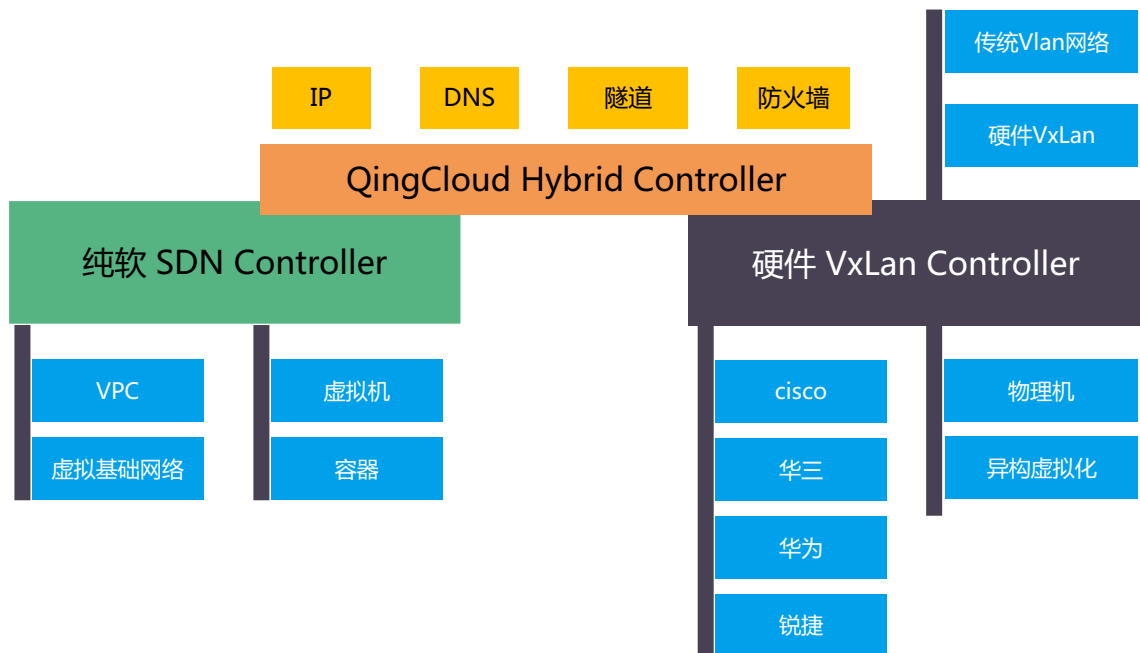 传统Vlan网络
硬件VxLan
IP
DNS
隧道
防火墙
QingCloud Hybrid Controller
纯软 SDN Controller
硬件 VxLan Controller
VPC
虚拟基础网络
虚拟机
容器
cisco
华三
华为
锐捷
物理机
异构虚拟化